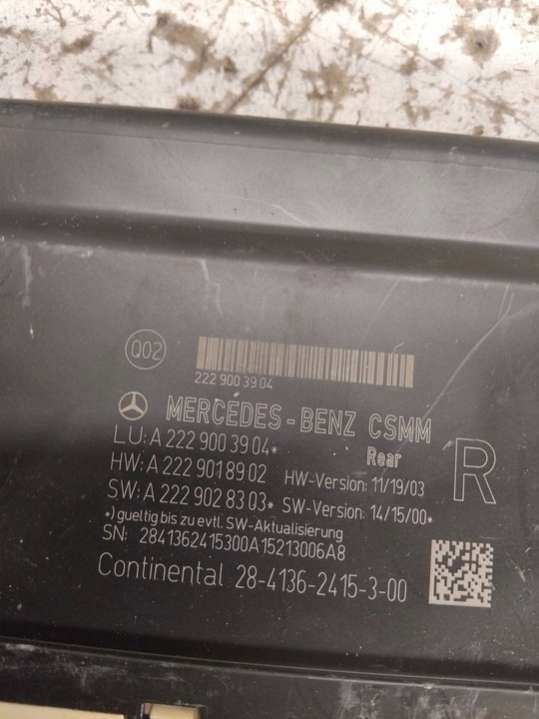 Q02
222 900 39 04
MERCEDES-BENZ CSMM
LU: A 222 900 39 04*
Rear
R
HW: A 222 901 89 02 HW-Version: 11/19/03
SW: A 222 902 83 03* SW-Version: 14/15/00*
*) gueltig bis zu evtl. SW-Aktualisierung
SN: 2841362415300A15213006A8
Continental 28-4136-2415-3-00